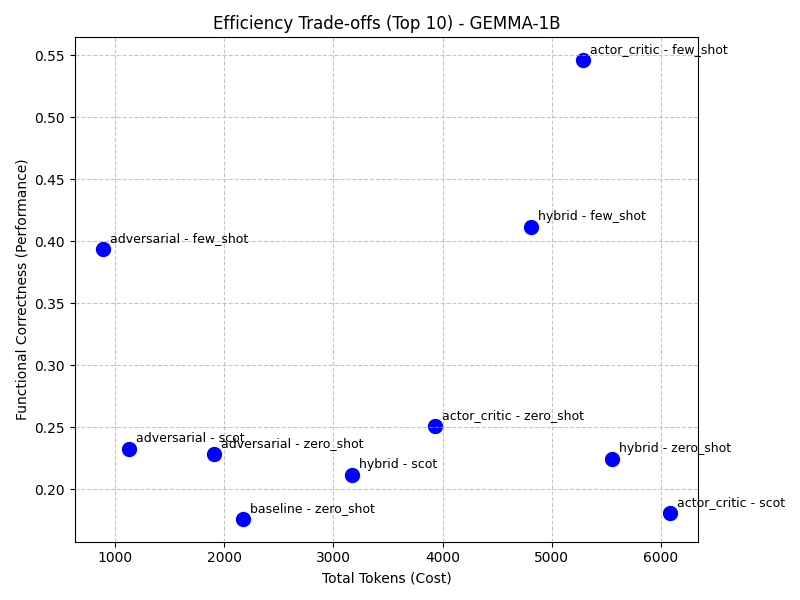 Efficiency Trade-offs (Top 10) - GEMMA-1B
Functional Correctness (Performance)
0.55
0.50
0.45
0.40
0.35
0.30
0.25
0.20
actor_critic - few_shot
hybrid - few_shot
adversarial - few_shot
actor_critic - zero_shot
adversarial - scot
adversarial - zero_shot
hybrid - zero_shot
hybrid - scot
baseline - zero_shot
actor_critic - scot
1000 2000 3000 4000 5000 6000
Total Tokens (Cost)